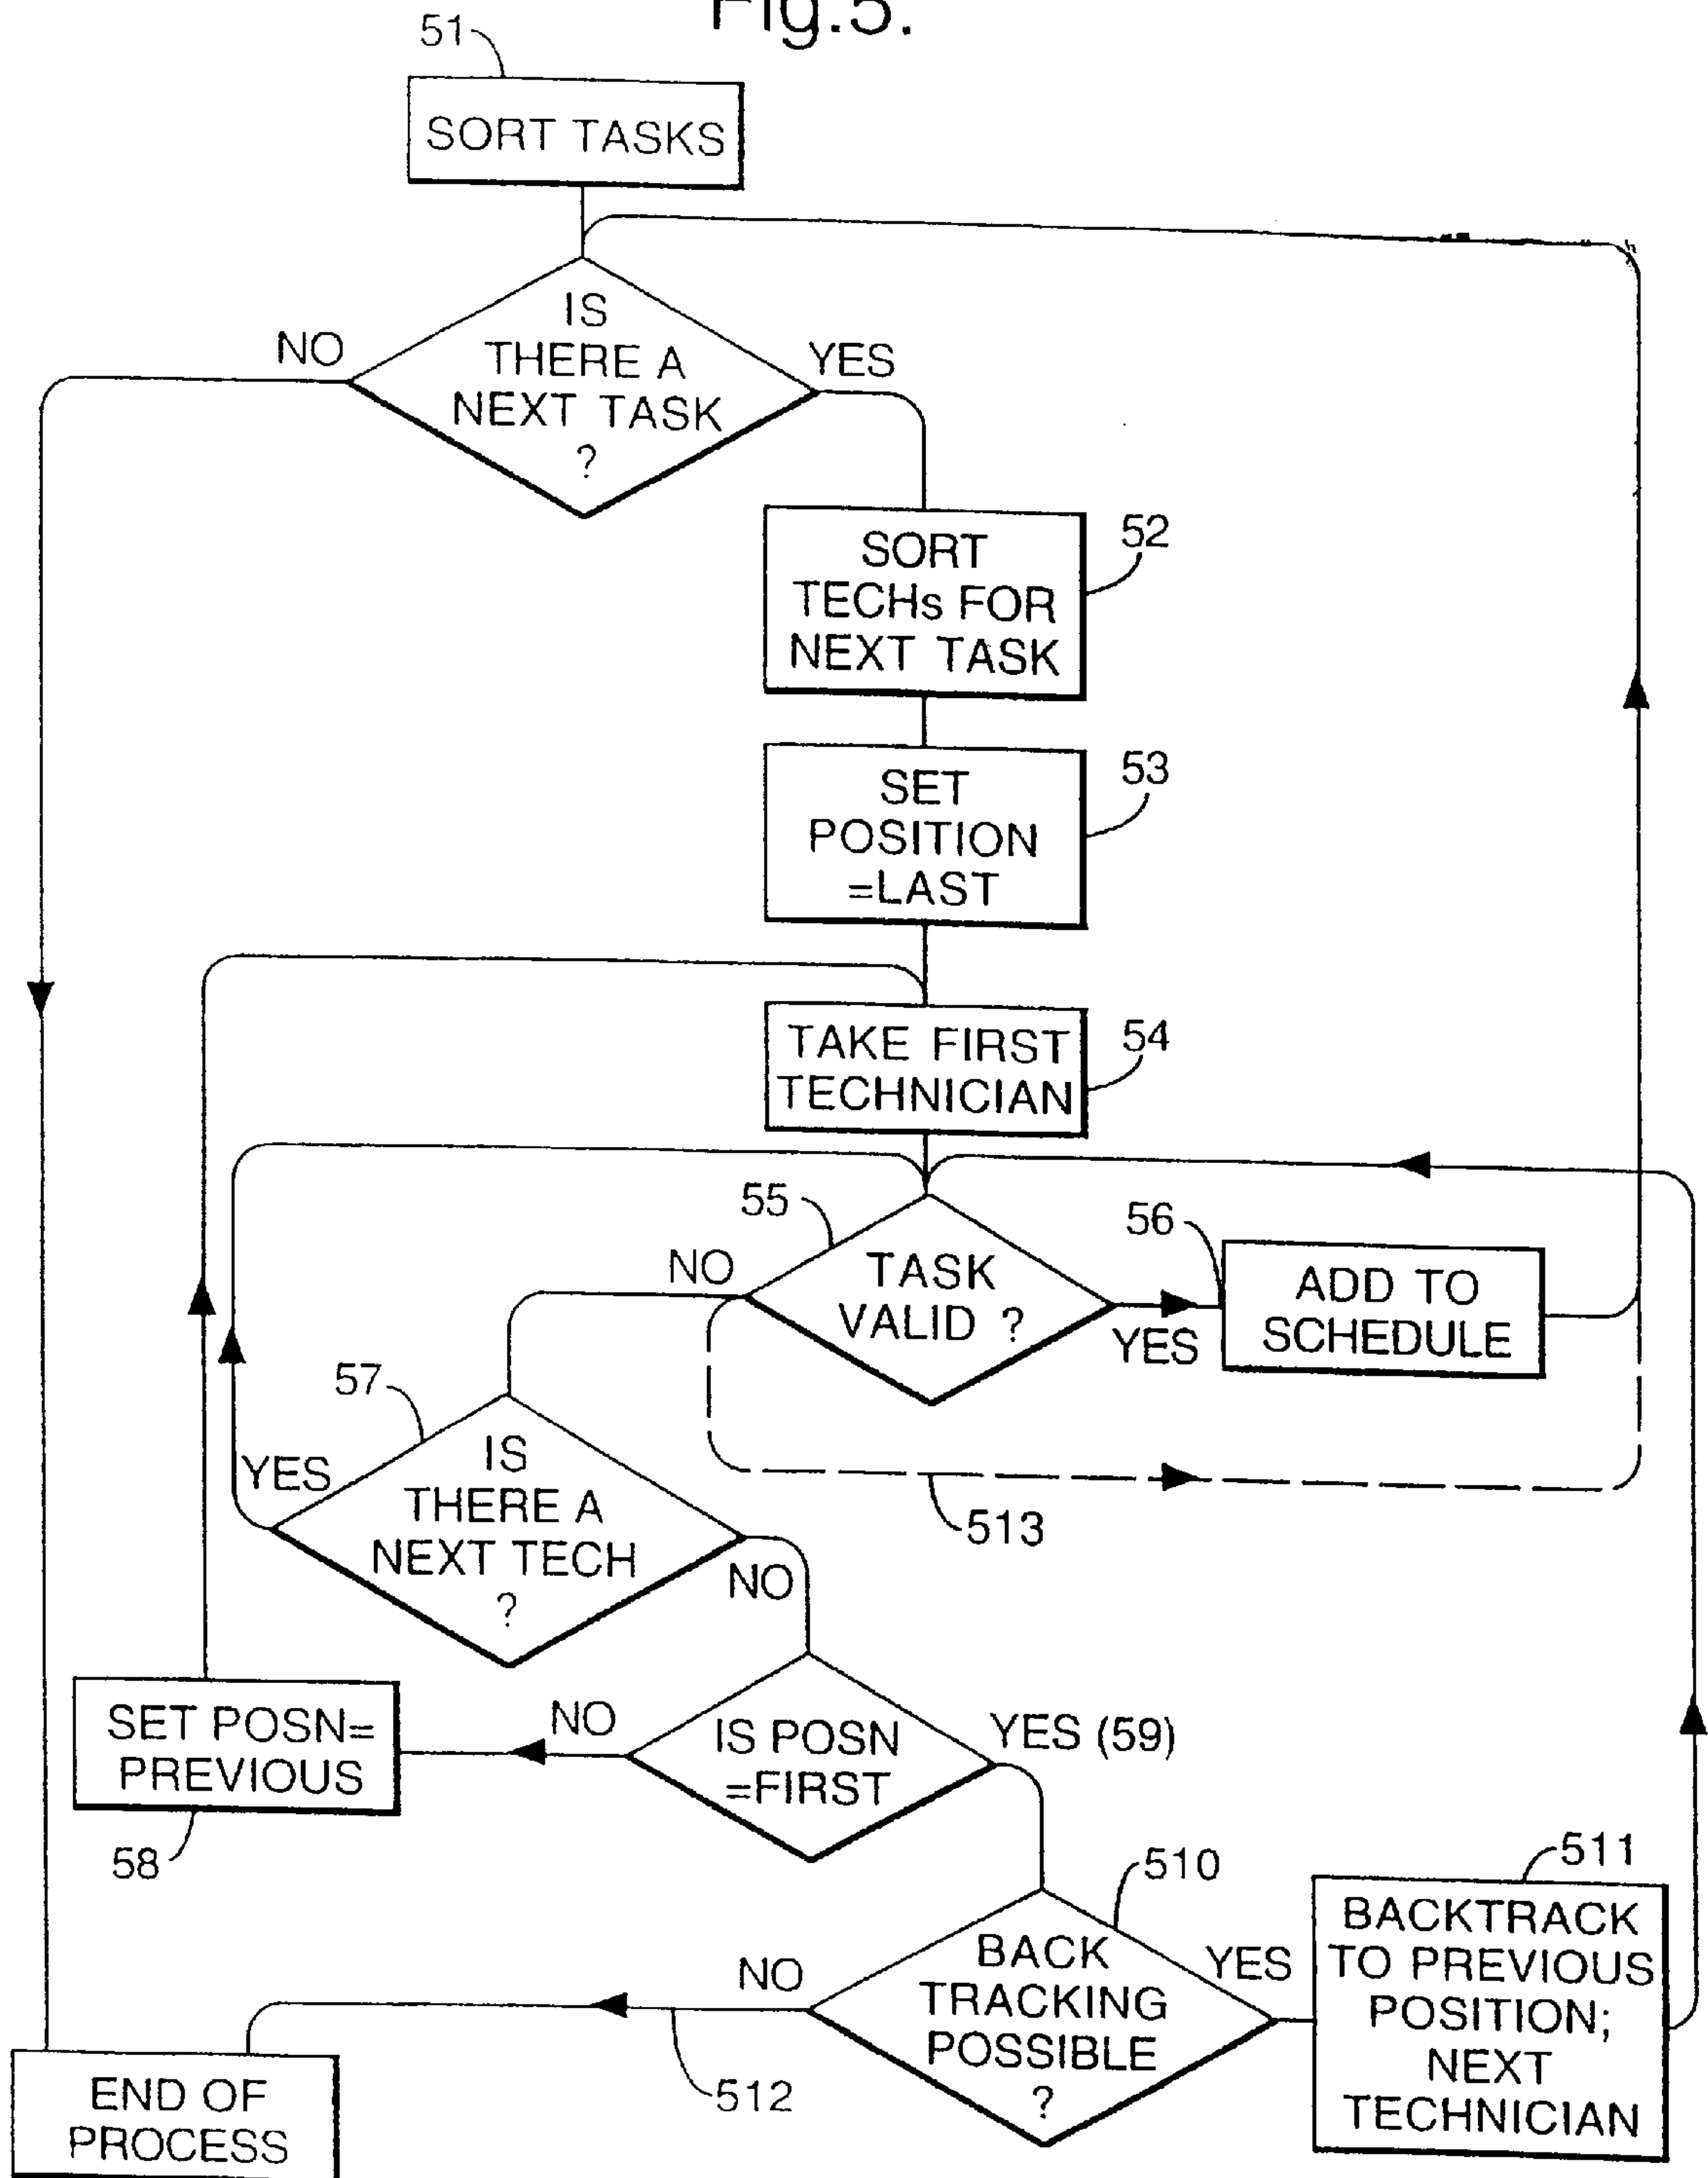 Fig.5.
51
SORT TASKS
IS
THERE A
NEXT TASK
?
NO
YES
SORT
TECHs FOR
NEXT TASK
52
SET
POSITION
=LAST
53
TAKE FIRST
TECHNICIAN
54
55
NO
TASK
VALID ?
YES
56
ADD TO
SCHEDULE
57
YES
IS
THERE A
NEXT TECH
?
NO
513
SET POSN=
PREVIOUS
58
NO
IS POSN
=FIRST
YES (59)
510
NO
BACK
TRACKING
POSSIBLE
?
YES
511
BACKTRACK
TO PREVIOUS
POSITION;
NEXT
TECHNICIAN
512
END OF
PROCESS